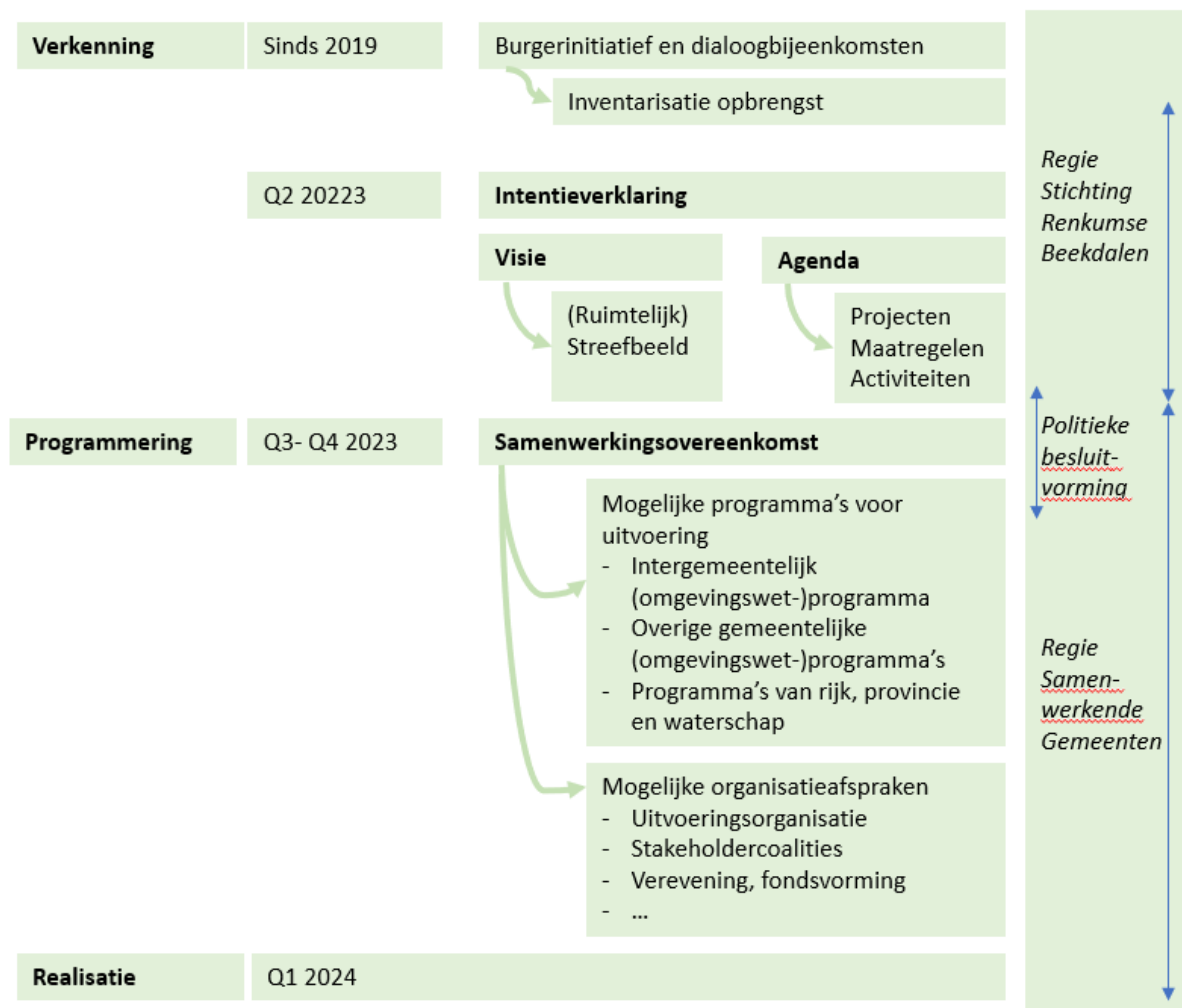 Verkenning
Sinds 2019
Burgerinitiatief en dialoogbijeenkomsten
Inventarisatie opbrengst
Q2 20223
Intentieverklaring
Visie
(Ruimtelijk)
Streefbeeld
Agenda
Projecten
Maatregelen
Activiteiten
Regie
Stichting
Renkumse
Beekdalen
Programmering
Q3- Q4 2023
Samenwerkingsovereenkomst
Politieke
besluit-
vorming
Mogelijke programma’s voor
uitvoering
- Intergemeentelijk
(omgevingswet-)programma
- Overige gemeentelijke
(omgevingswet-)programma’s
- Programma’s van rijk, provincie
en waterschap
Regie
Samen-
werkende
Gemeenten
Mogelijke organisatieafspraken
- Uitvoeringsorganisatie
- Stakeholdercoalities
- Verevening, fondsvorming
- …
Realisatie
Q1 2024